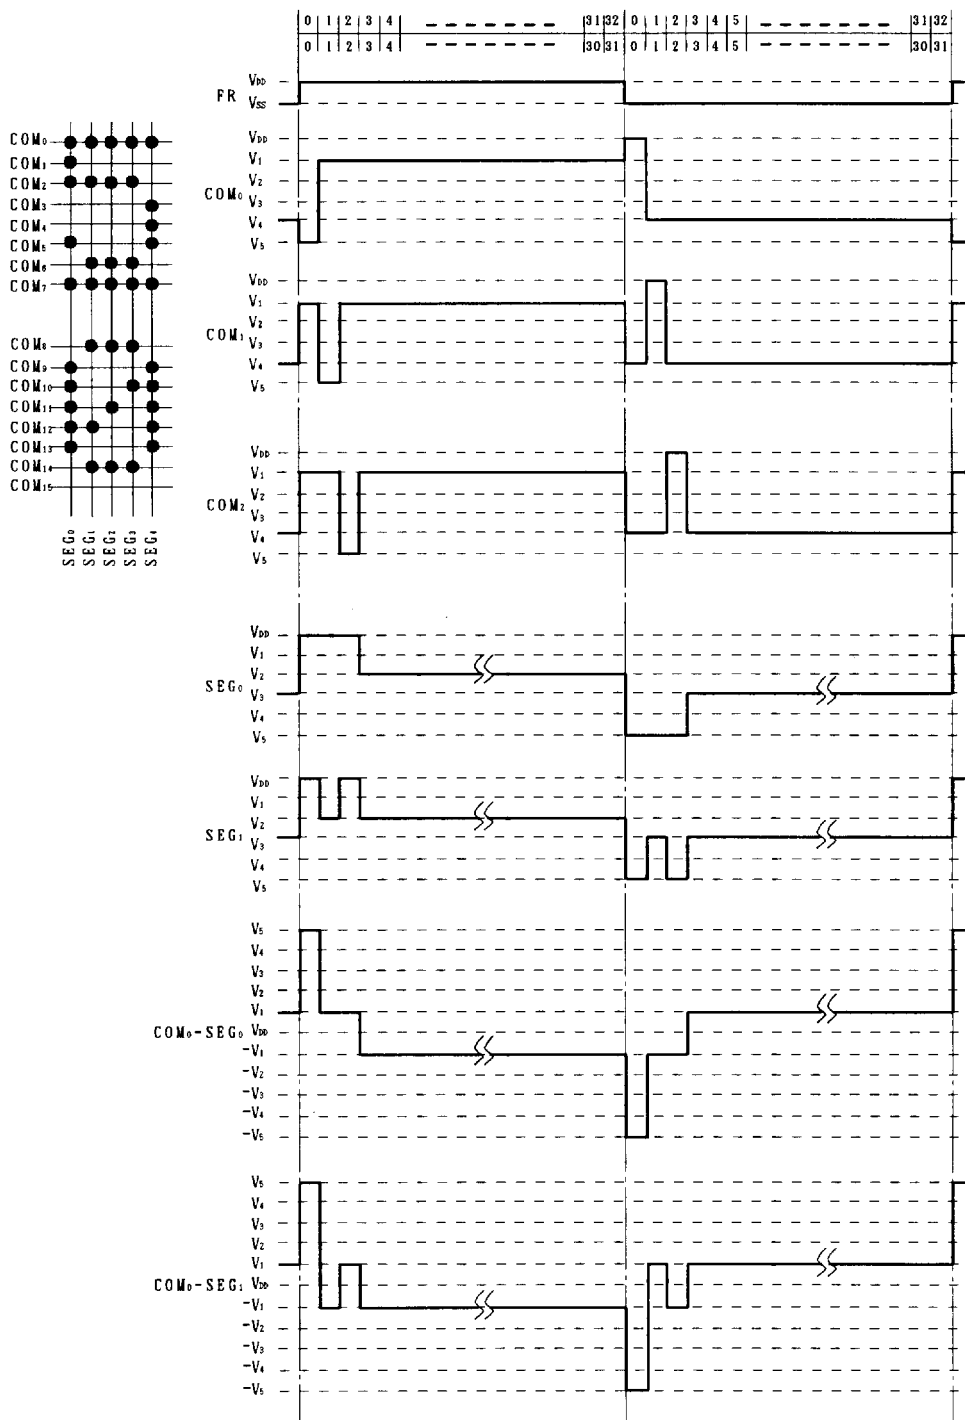 0 1 2 3 4 31 32 0 1 2 3 4 5 31 32
0 1 2 3 4 30 31 0 1 2 3 4 5 30 31
FR
VDD
VSS
COM0
COM1
COM2
COM3
COM4
COM5
COM6
COM7
COM8
COM9
COM10
COM11
COM12
COM13
COM14
COM15
SEG0
SEG1
SEG2
SEG3
SEG4
COM0
VDD
V1
V2
V3
V4
V5
COM1
VDD
V1
V2
V3
V4
V5
COM2
VDD
V1
V2
V3
V4
V5
SEG0
VDD
V1
V2
V3
V4
V5
SEG1
VDD
V1
V2
V3
V4
V5
COM0-SEG0
V5
V4
V3
V2
V1
VDD
-V1
-V2
-V3
-V4
-V5
COM0-SEG1
V5
V4
V3
V2
V1
VDD
-V1
-V2
-V3
-V4
-V5